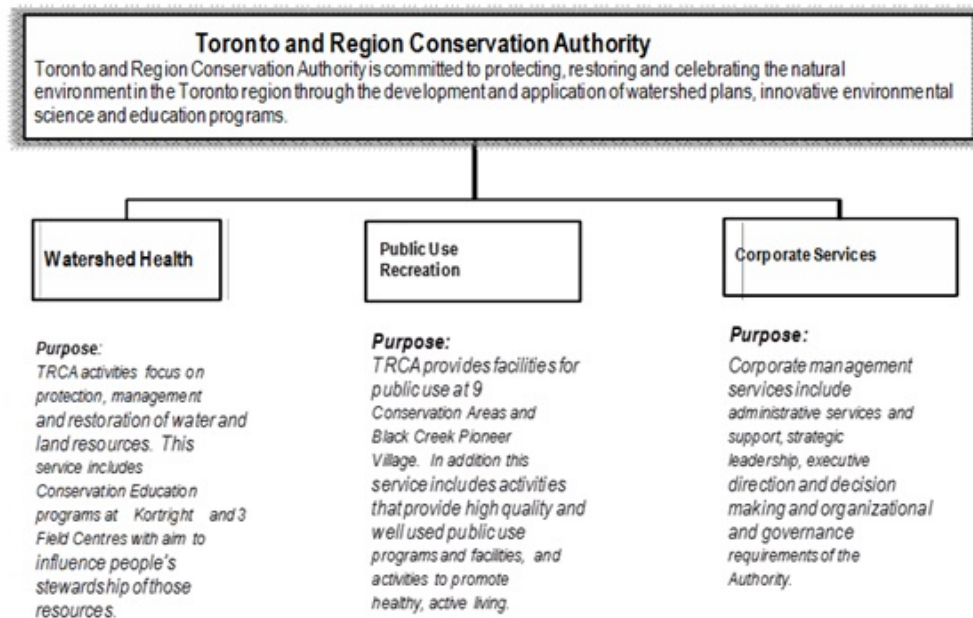 Toronto and Region Conservation Authority
Toronto and Region Conservation Authority is committed to protecting, restoring and celebrating the natural
environment in the Toronto region through the development and application of watershed plans, innovative environmental
science and education programs.
Watershed Health
Purpose:
TRCA activities focus on
protection, management
and restoration of water and
land resources. This
service includes
Conservation Education
programs at Kortright and 3
Field Centres with aim to
influence people's
stewardship of those
resources.
Public Use
Recreation
Purpose:
TRCA provides facilities for
public use at 9
Conservation Areas and
Black Creek Pioneer
Village. In addition this
service includes activities
that provide high quality and
well used public use
programs and facilities, and
activities to promote
healthy, active living.
Corporate Services
Purpose:
Corporate management
services include
administrative services and
support, strategic
leadership, executive
direction and decision
making and organizational
and governance
requirements of the
Authority.